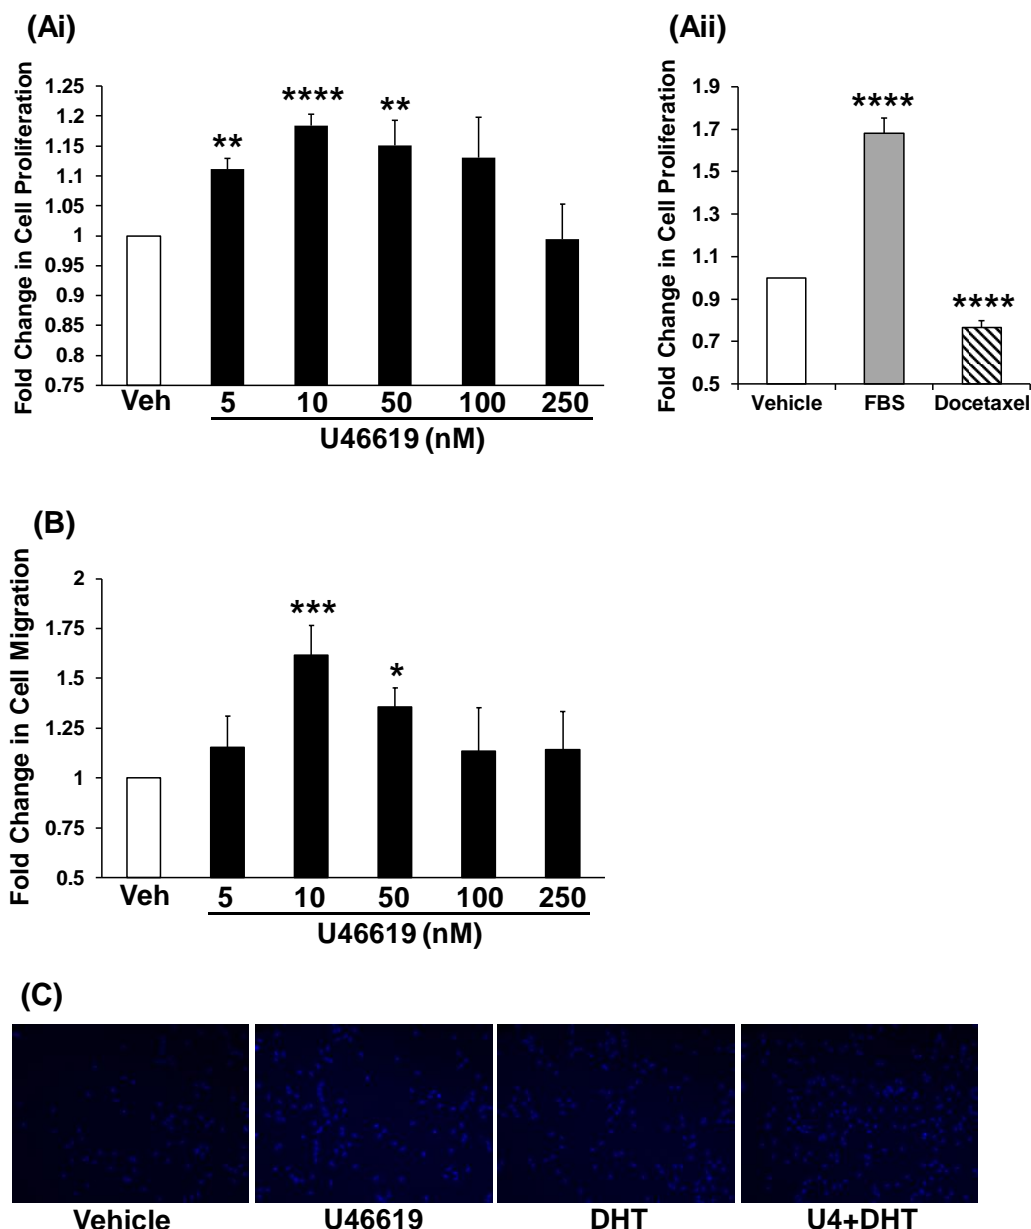 (Ai)
Fold Change in Cell Proliferation
1.25
1.2
1.15
1.1
1.05
1
0.95
0.9
0.85
0.8
0.75
** **** **
Veh 5 10 50 100 250
U46619 (nM)
(Aii)
Fold Change in Cell Proliferation
1.9
1.7
1.5
1.3
1.1
0.9
0.7
0.5
**** ****
Vehicle FBS Docetaxel
(B)
Fold Change in Cell Migration
2
1.75
1.5
1.25
1
0.75
0.5
*** *
Veh 5 10 50 100 250
U46619 (nM)
(C)
Vehicle U46619 DHT U4+DHT